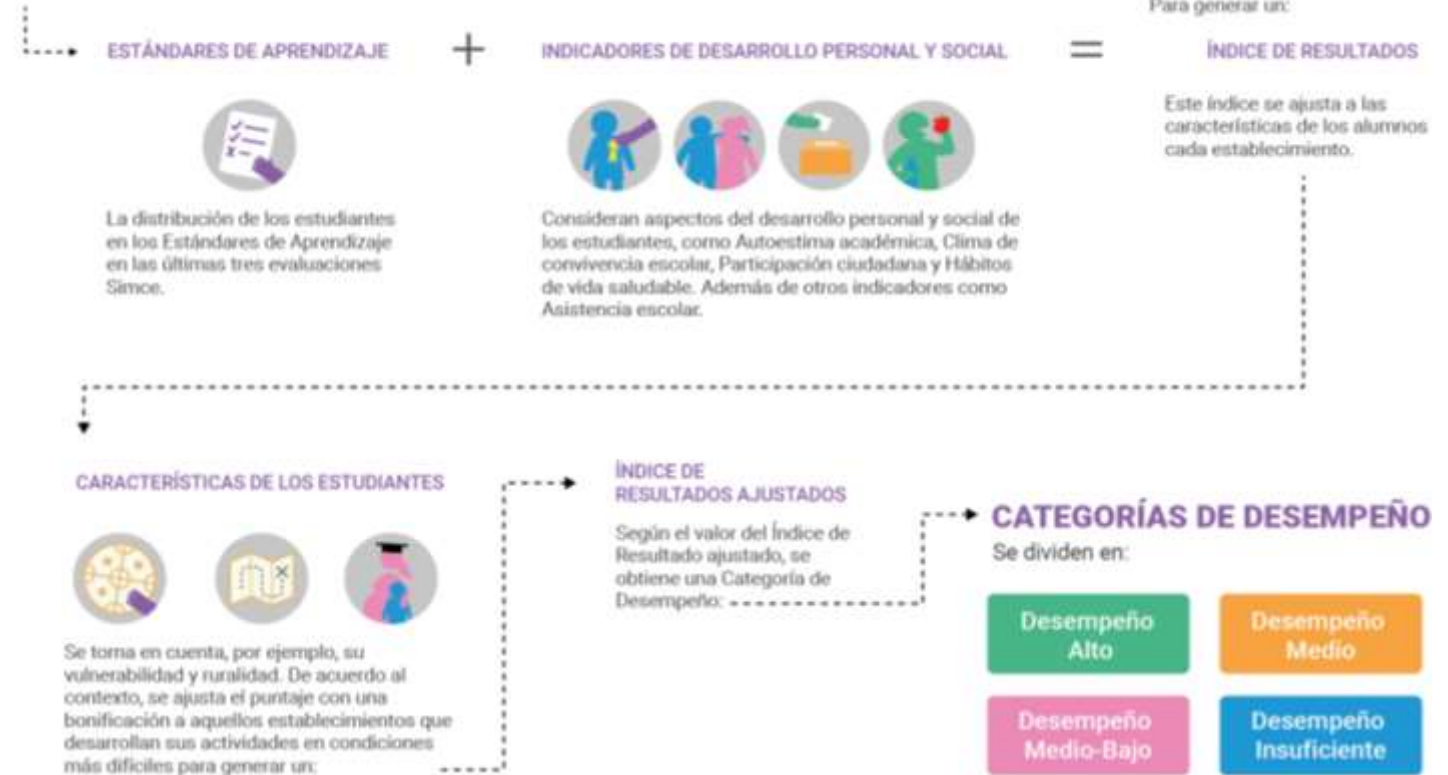 Para generar un:
ESTÁNDARES DE APRENDIZAJE
+
INDICADORES DE DESARROLLO PERSONAL Y SOCIAL
=
ÍNDICE DE RESULTADOS
La distribución de los estudiantes
en los Estándares de Aprendizaje
en las últimas tres evaluaciones
Simce.
Consideran aspectos del desarrollo personal y social de
los estudiantes, como Autoestima académica, Clima de
convivencia escolar, Participación ciudadana y Hábitos
de vida saludable. Además de otros indicadores como
Asistencia escolar.
Este índice se ajusta a las
características de los alumnos
cada establecimiento.
CARACTERÍSTICAS DE LOS ESTUDIANTES
Se toma en cuenta, por ejemplo, su
vulnerabilidad y ruralidad. De acuerdo al
contexto, se ajusta el puntaje con una
bonificación a aquellos establecimientos que
desarrollan sus actividades en condiciones
más difíciles para generar un:
ÍNDICE DE
RESULTADOS AJUSTADOS
Según el valor del Índice de
Resultado ajustado, se
obtiene una Categoría de
Desempeño:
CATEGORÍAS DE DESEMPEÑO
Se dividen en:
Desempeño
Alto
Desempeño
Medio
Desempeño
Medio-Bajo
Desempeño
Insuficiente